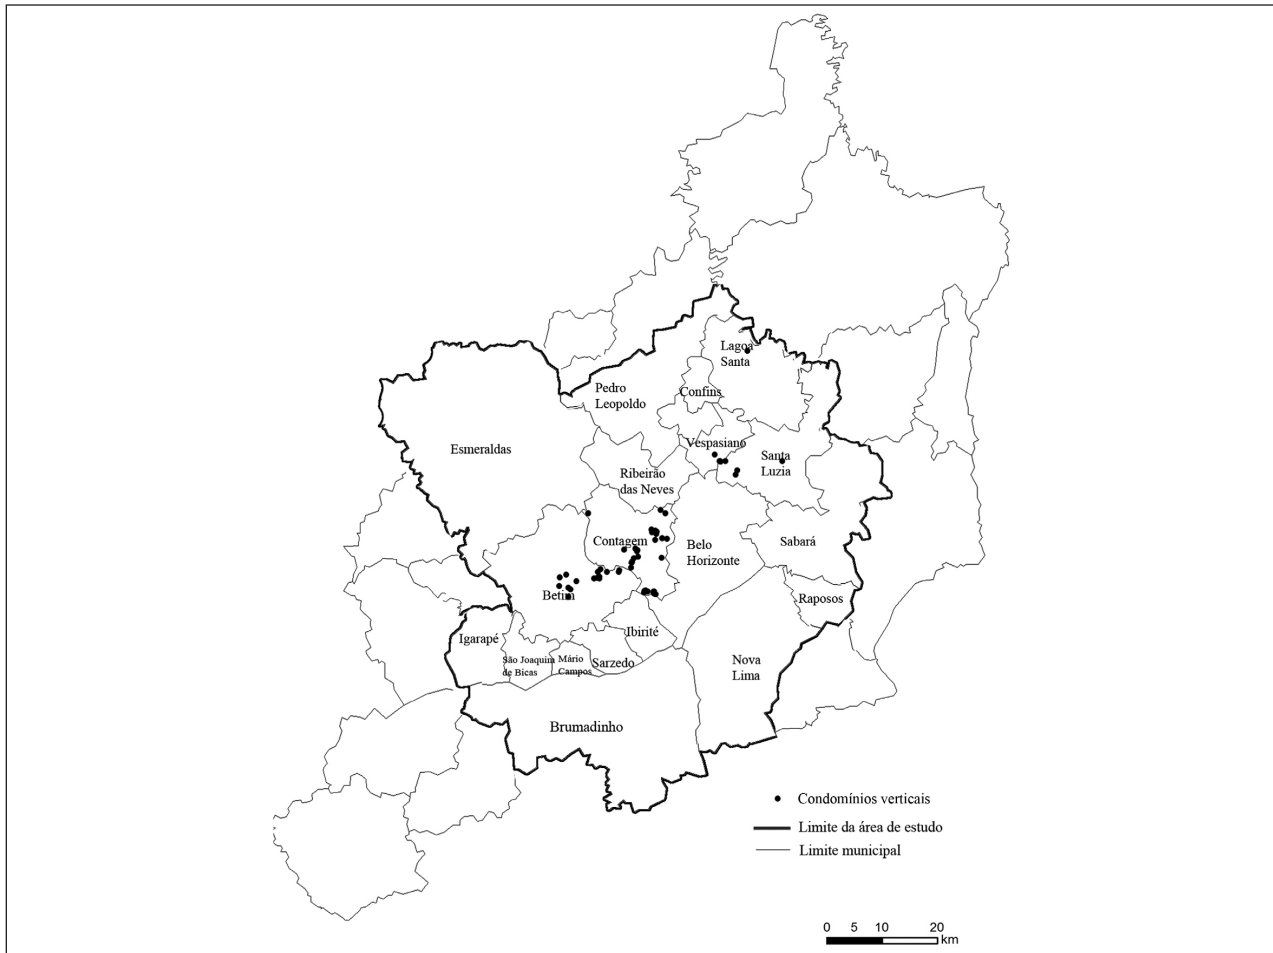 Lagoa
Santa
Pedro
Leopoldo
Confins
Esmeraldas
Vespasiano
Santa
Luzia
Ribeirão
das Neves
Contagem
Belo
Horizonte
Sabará
Betim
Raposos
Igarapé
Ibirité
São Joaquim
de Bicas
Mário
Campos
Sarzedo
Nova
Lima
Brumadinho
Condomínios verticais
Limite da área de estudo
Limite municipal
0 5 10 20
km